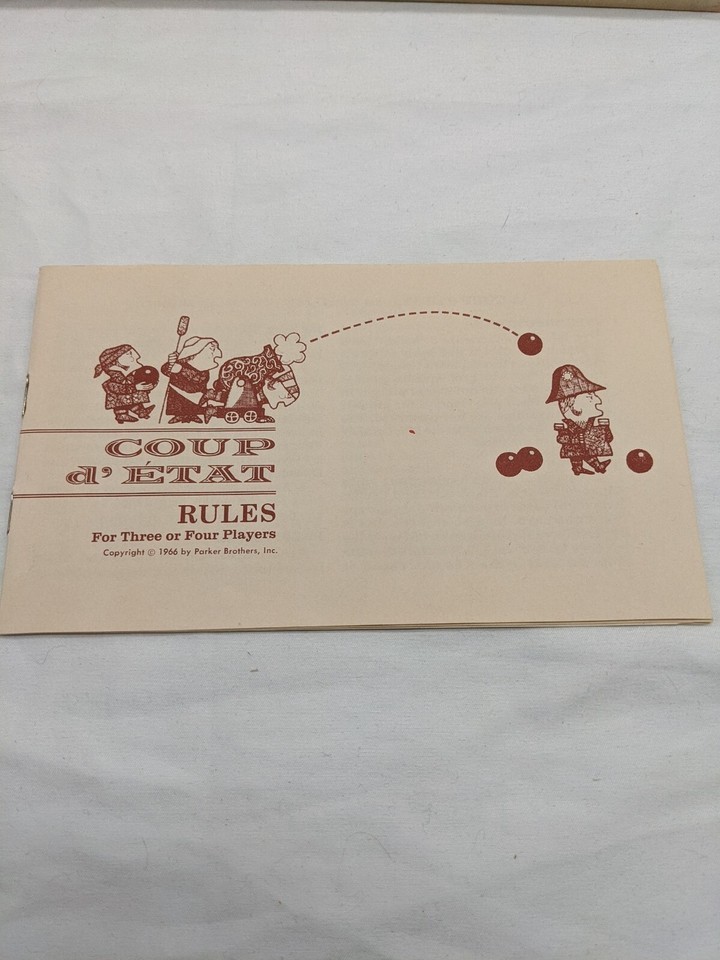 COUP
d' ÉTAT
RULES
For Three or Four Players
Copyright © 1966 by Parker Brothers, Inc.